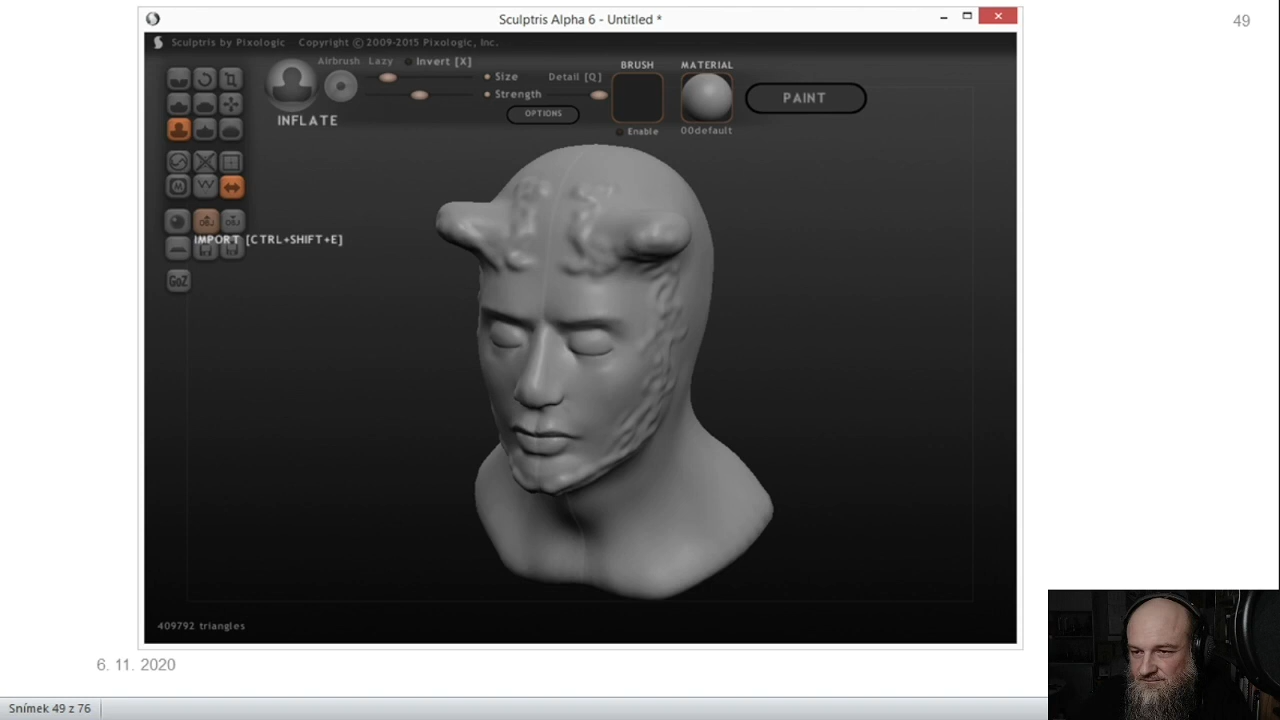 Sculptris Alpha 6 - Untitled *
49
Sculptris by Pixologic Copyright © 2009-2015 Pixologic, Inc.
Airbrush Lazy Invert [X]
BRUSH MATERIAL
Size Detail [Q]
Strength
PAINT
OPTIONS
INFLATE
Enable 00default
OBJ OBJ
IMPORT [CTRL+SHIFT+E]
GoZ
409792 triangles
6. 11. 2020
Snímek 49 z 76